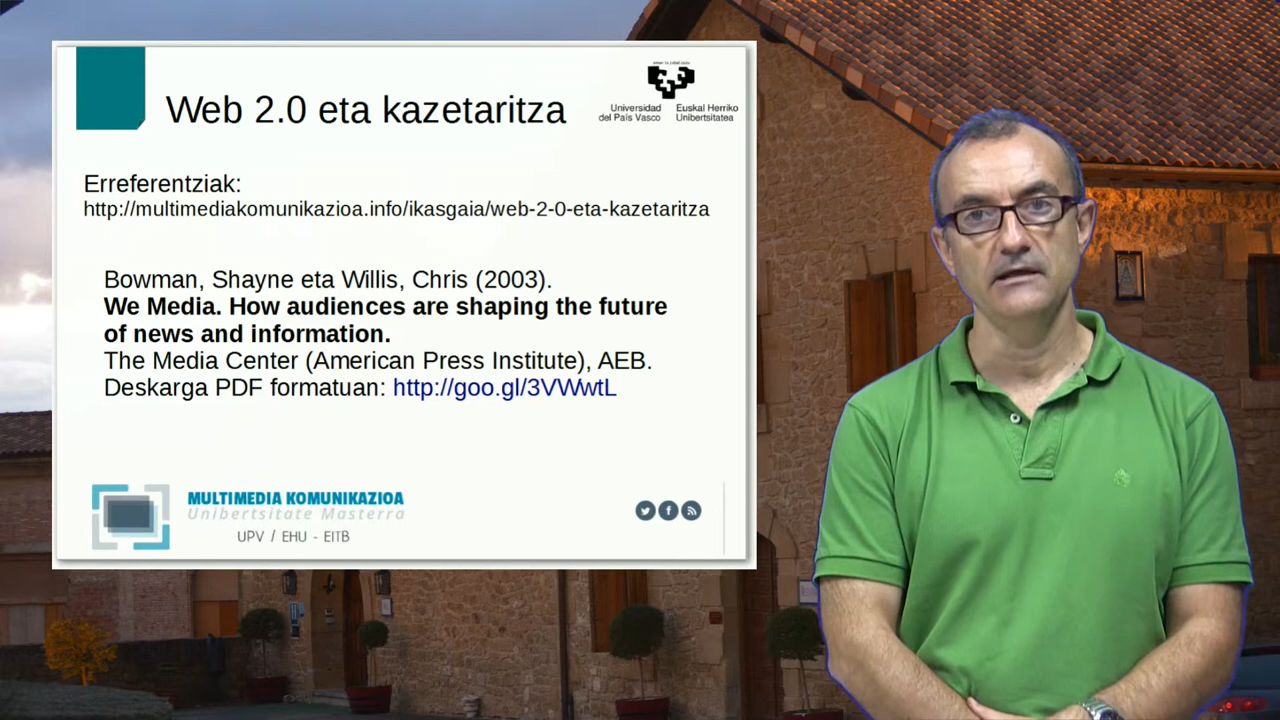 Web 2.0 eta kazetaritza
Universidad
del País Vasco
Euskal Herriko
Unibertsitatea
Erreferentziak:
http://multimediakomunikazioa.info/ikasgaia/web-2-0-eta-kazetaritza
Bowman, Shayne eta Willis, Chris (2003).
We Media. How audiences are shaping the future
of news and information.
The Media Center (American Press Institute), AEB.
Deskarga PDF formatuan: http://goo.gl/3VWwtL
MULTIMEDIA KOMUNIKAZIOA
Unibertsitate Masterra
UPV / EHU - EITB